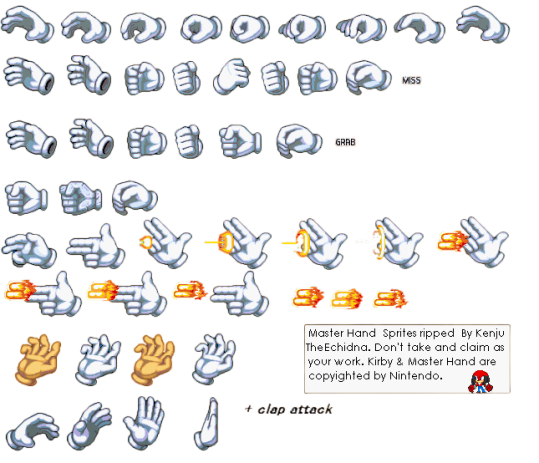 MISS
GRAB
Master Hand Sprites ripped By Kenju
TheEchidna. Don't take and claim as
your work. Kirby & Master Hand are
copyighted by Nintendo.
+ clap attack